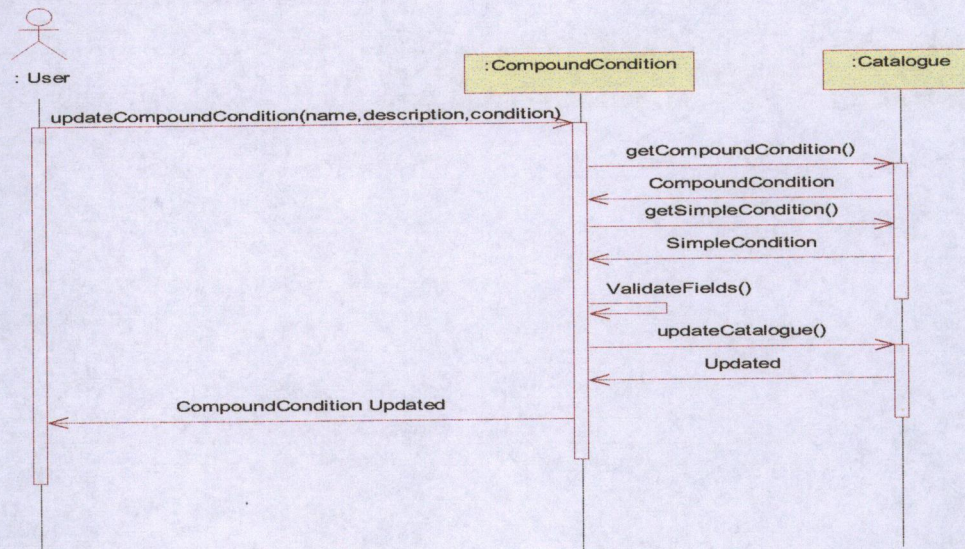 : User
:CompoundCondition
:Catalogue
updateCompoundCondition(name,description,condition)
getCompoundCondition()
CompoundCondition
getSimpleCondition()
SimpleCondition
ValidateFields()
updateCatalogue()
Updated
CompoundCondition Updated